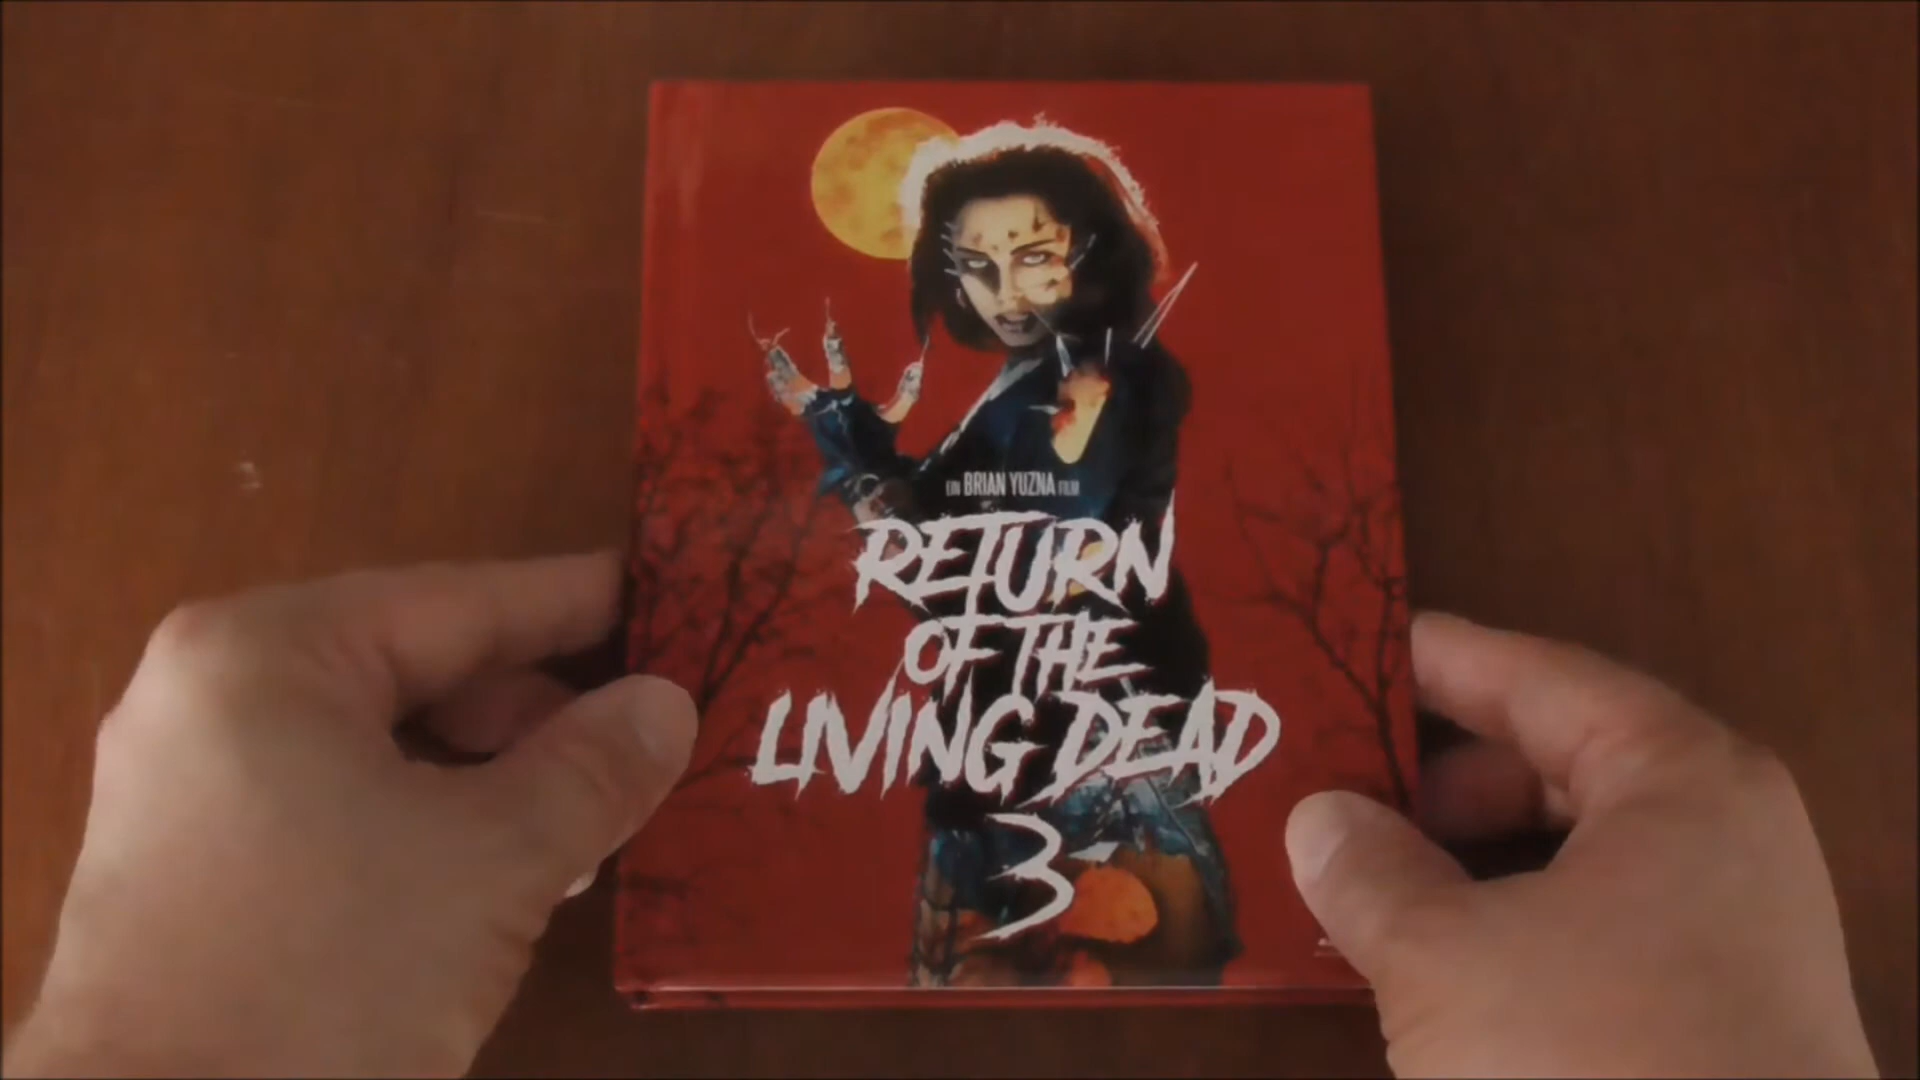 EIN BRIAN YUZNA FILM
RETURN
OF THE
LIVING DEAD
3